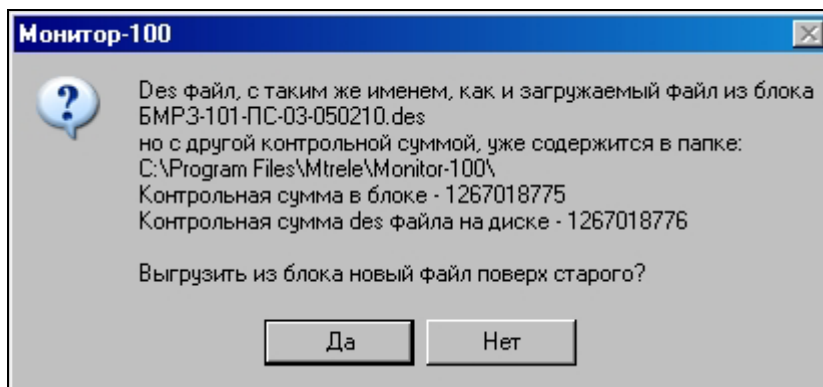 Монитор-100
Des файл, с таким же именем, как и загружаемый файл из блока
БМРЗ-101-ПС-03-050210.des
но с другой контрольной суммой, уже содержится в папке:
C:\Program Files\Mtrele\Monitor-100\
Контрольная сумма в блоке - 1267018775
Контрольная сумма des файла на диске - 1267018776
Выгрузить из блока новый файл поверх старого?
Да
Нет